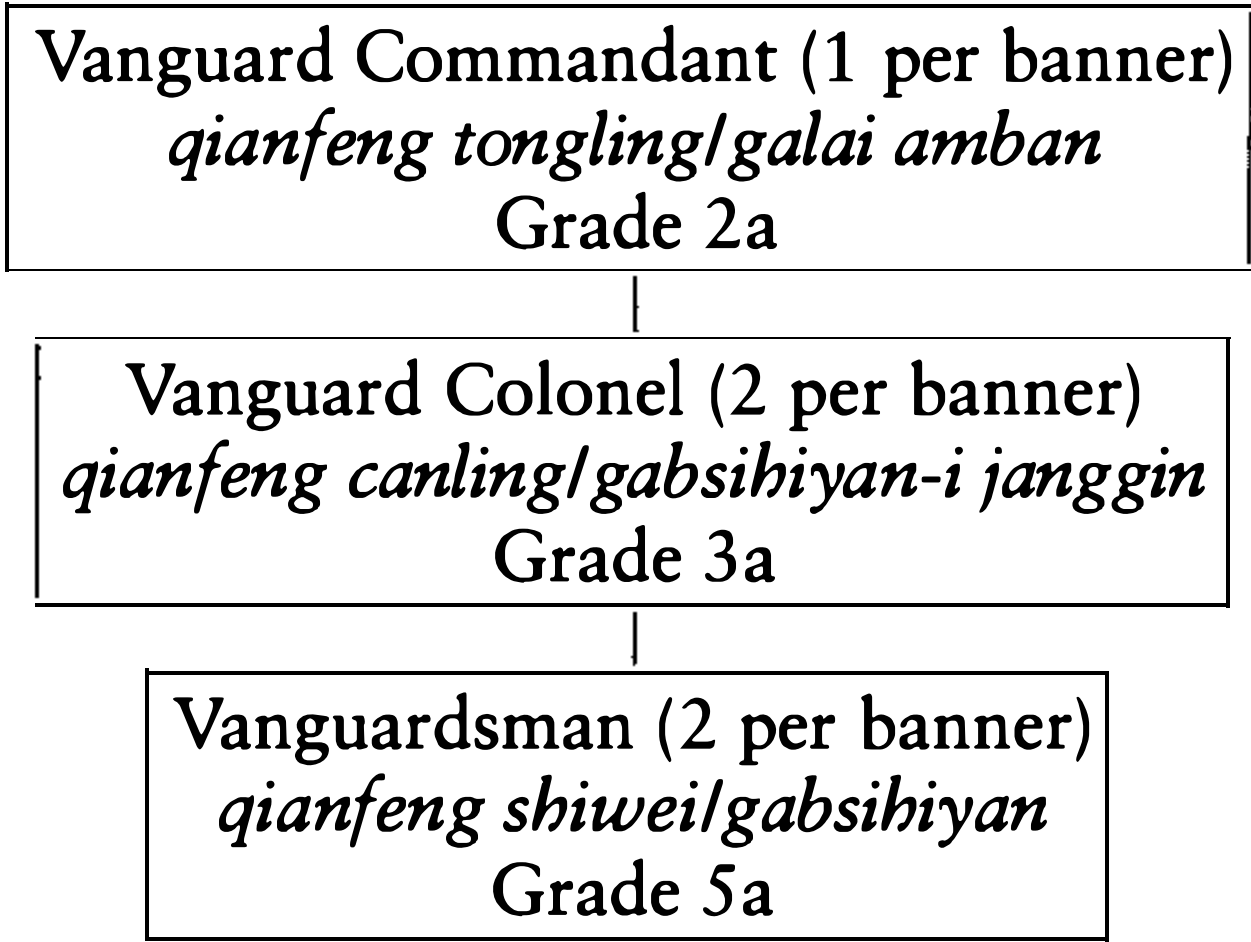 Vanguard Commandant (1 per banner)
qianfeng tongling/galai amban
Grade 2a
Vanguard Colonel (2 per banner)
qianfeng canling/gabsihiyan-i janggin
Grade 3a
Vanguardsman (2 per banner)
qianfeng shiwei/gabsihiyan
Grade 5a